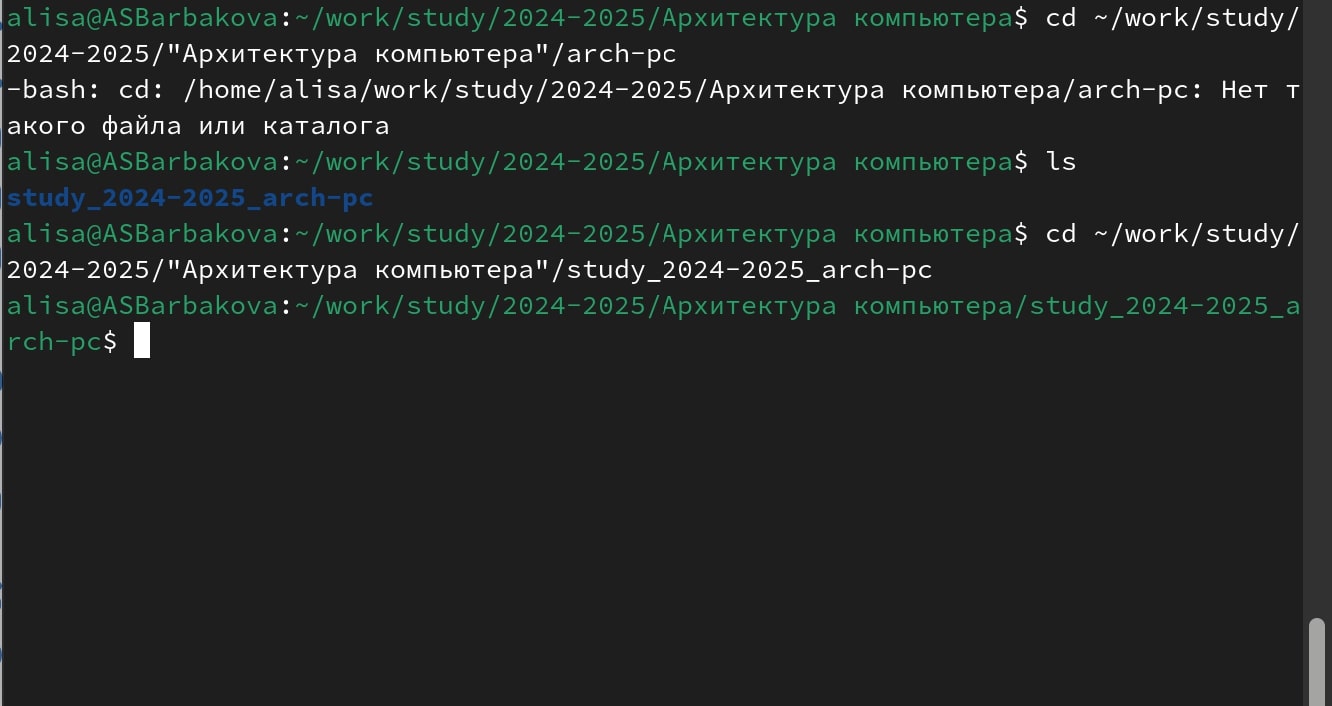 alisa@ASBarbakova:~/work/study/2024-2025/Архитектура компьютера$ cd ~/work/study/
2024-2025/"Архитектура компьютера"/arch-pc
-bash: cd: /home/alisa/work/study/2024-2025/Архитектура компьютера/arch-pc: Нет т
акого файла или каталога
alisa@ASBarbakova:~/work/study/2024-2025/Архитектура компьютера$ ls
study_2024-2025_arch-pc
alisa@ASBarbakova:~/work/study/2024-2025/Архитектура компьютера$ cd ~/work/study/
2024-2025/"Архитектура компьютера"/study_2024-2025_arch-pc
alisa@ASBarbakova:~/work/study/2024-2025/Архитектура компьютера/study_2024-2025_a
rch-pc$